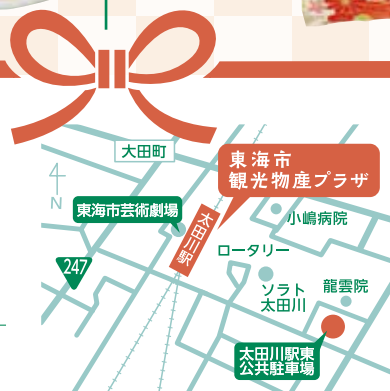 大田町
東海市
観光物産プラザ
N
東海市芸術劇場
小嶋病院
太田川駅
ロータリー
247
ソラト
太田川
龍雲院
太田川駅東
公共駐車場